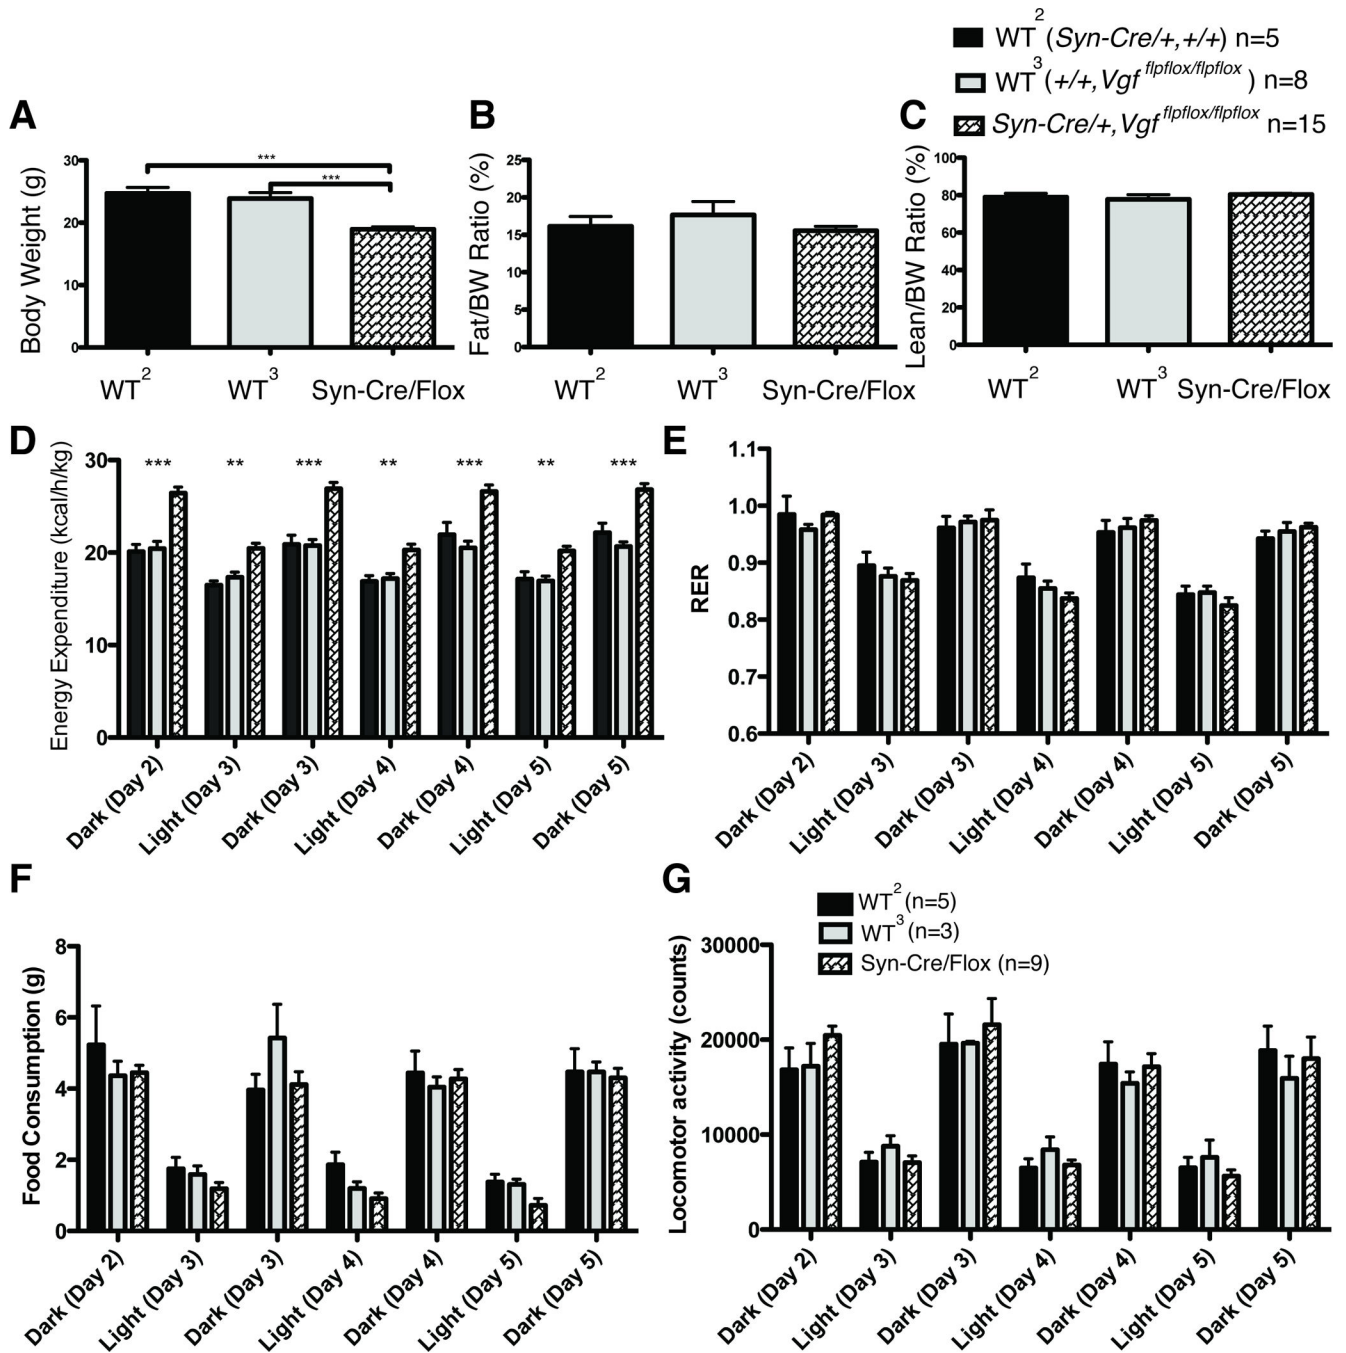 WT2 (Syn-Cre/+,+/+) n=5
WT3 (+/+,Vgf flpflox/flpflox ) n=8
Syn-Cre/+,Vgf flpflox/flpflox n=15
A
Body Weight (g)
30
20
10
0
***
***
WT2
WT3
Syn-Cre/Flox
B
Fat/BW Ratio (%)
25
20
15
10
5
0
WT2
WT3
Syn-Cre/Flox
C
Lean/BW Ratio (%)
100
80
60
40
20
0
WT2
WT3
Syn-Cre/Flox
D
Energy Expenditure (kcal/h/kg)
30
20
10
0
*** ** *** ** *** ** ***
Dark (Day 2)
Light (Day 3)
Dark (Day 3)
Light (Day 4)
Dark (Day 4)
Light (Day 5)
Dark (Day 5)
E
RER
1.1
1.0
0.9
0.8
0.7
0.6
Dark (Day 2)
Light (Day 3)
Dark (Day 3)
Light (Day 4)
Dark (Day 4)
Light (Day 5)
Dark (Day 5)
F
Food Consumption (g)
8
6
4
2
0
Dark (Day 2)
Light (Day 3)
Dark (Day 3)
Light (Day 4)
Dark (Day 4)
Light (Day 5)
Dark (Day 5)
G
WT2 (n=5)
WT3 (n=3)
Syn-Cre/Flox (n=9)
Locomotor activity (counts)
30000
20000
10000
0
Dark (Day 2)
Light (Day 3)
Dark (Day 3)
Light (Day 4)
Dark (Day 4)
Light (Day 5)
Dark (Day 5)